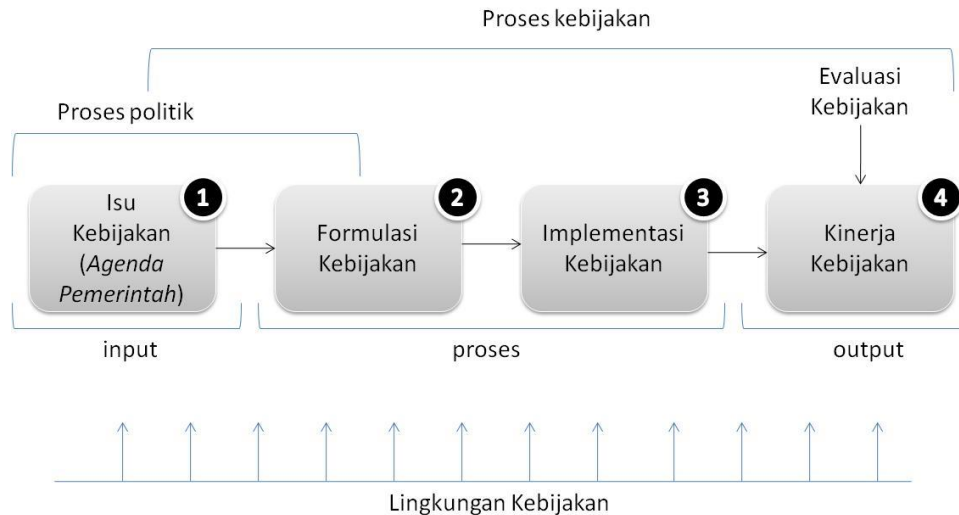 Proses kebijakan
Evaluasi
Kebijakan
Proses politik
1
Isu
Kebijakan
(Agenda
Pemerintah)
2
Formulasi
Kebijakan
3
Implementasi
Kebijakan
4
Kinerja
Kebijakan
input
proses
output
Lingkungan Kebijakan